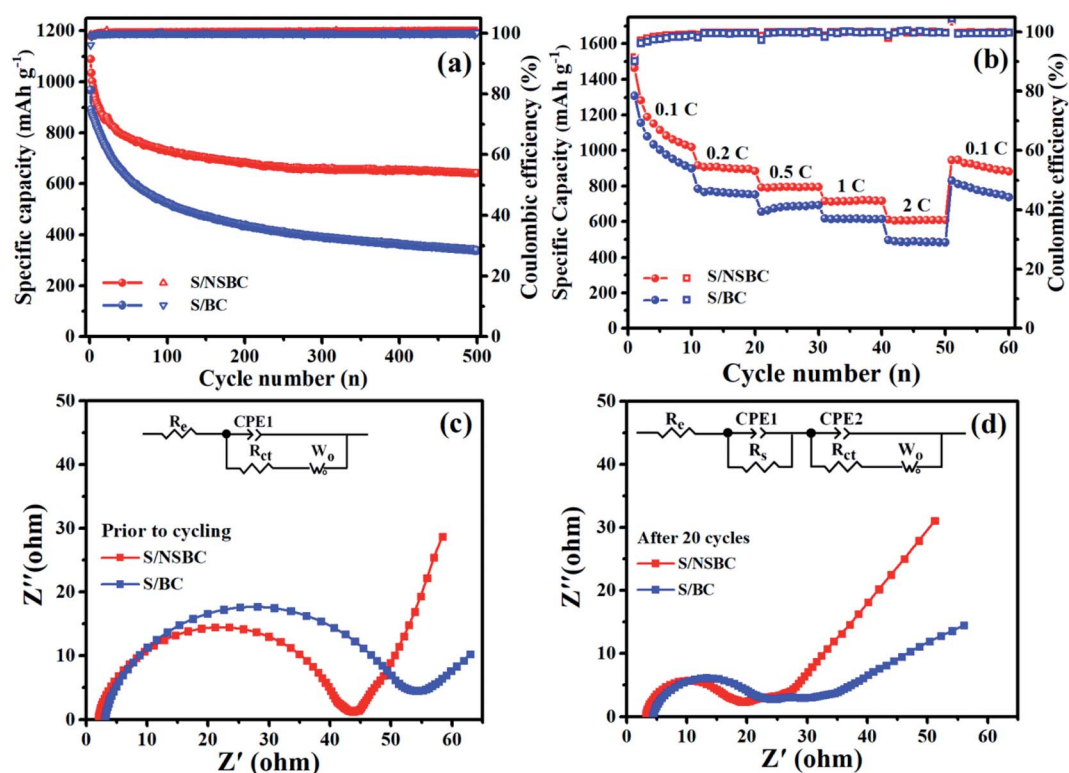 (a)
Specific capacity (mAh g⁻¹)
1200
1000
800
600
400
200
0
100
80
60
40
20
0
Coulombic efficiency (%)
S/NSBC
S/BC
0 100 200 300 400 500
Cycle number (n)
(b)
Specific Capacity (mAh g⁻¹)
1600
1400
1200
1000
800
600
400
200
0
100
80
60
40
20
0
Coulombic efficiency (%)
0.1 C
0.2 C
0.5 C
1 C
2 C
0.1 C
S/NSBC
S/BC
0 10 20 30 40 50 60
Cycle number (n)
(c)
Z′′(ohm)
50
40
30
20
10
0
Re CPE1
Rct Wo
Prior to cycling
S/NSBC
S/BC
0 10 20 30 40 50 60
Z′ (ohm)
(d)
Z′′(ohm)
50
40
30
20
10
0
Re CPE1 CPE2
Rs Rct Wo
After 20 cycles
S/NSBC
S/BC
0 10 20 30 40 50 60
Z′ (ohm)